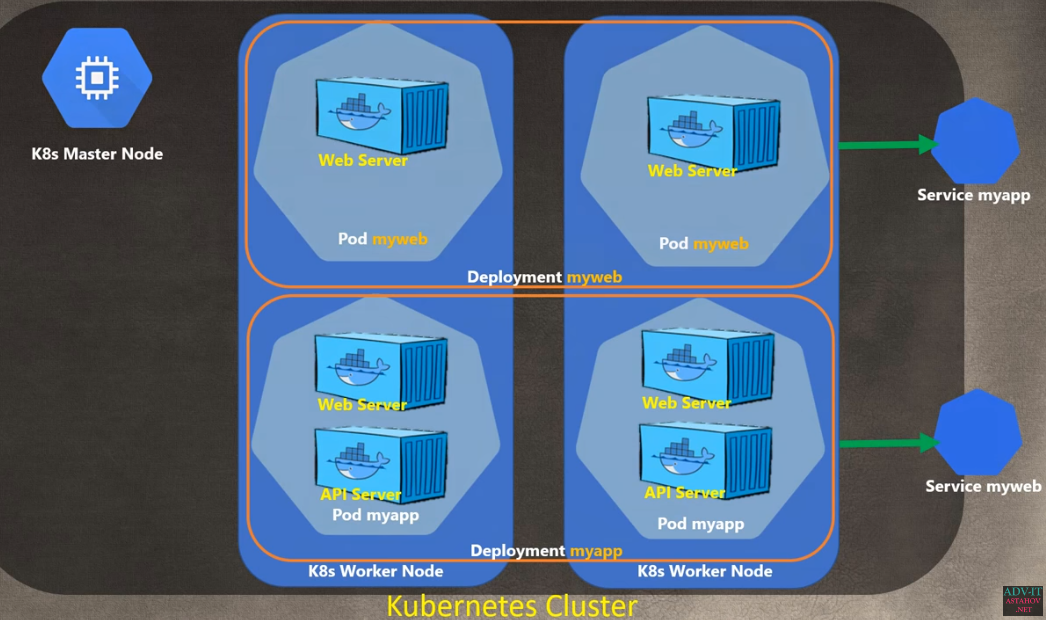 K8s Master Node
Web Server
Web Server
Pod myweb
Pod myweb
Deployment myweb
Service myapp
Web Server
Web Server
API Server
API Server
Pod myapp
Pod myapp
Deployment myapp
K8s Worker Node
K8s Worker Node
Service myweb
Kubernetes Cluster
ADV-IT
ASTAHOV
.NET